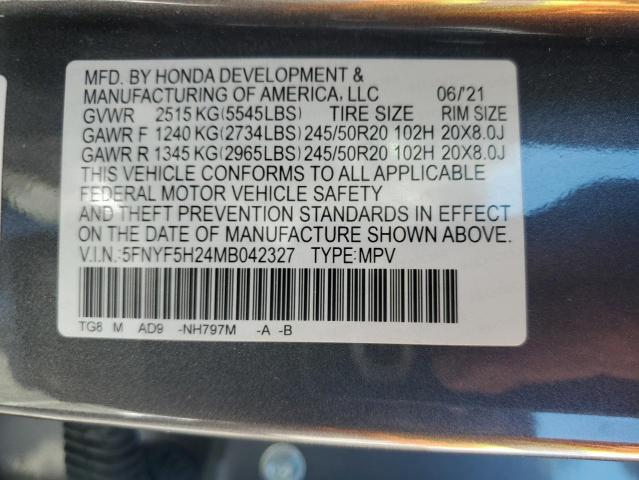 MFD. BY HONDA DEVELOPMENT &
MANUFACTURING OF AMERICA, LLC 06/'21
GVWR 2515 KG(5545LBS) TIRE SIZE RIM SIZE
GAWR F 1240 KG(2734LBS) 245/50R20 102H 20X8.0J
GAWR R 1345 KG(2965LBS) 245/50R20 102H 20X8.0J
THIS VEHICLE CONFORMS TO ALL APPLICABLE
FEDERAL MOTOR VEHICLE SAFETY
AND THEFT PREVENTION STANDARDS IN EFFECT
ON THE DATE OF MANUFACTURE SHOWN ABOVE.
V.I.N.:5FNYF5H24MB042327 TYPE:MPV
TG8 M AD9 -NH797M -A -B